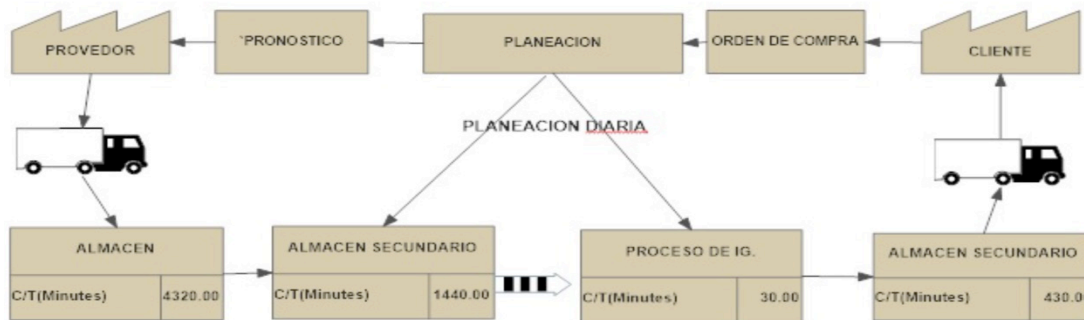 PROVEDOR
"PRONOSTICO
PLANEACION
ORDEN DE COMPRA
CLIENTE
PLANEACION DIARIA
ALMACEN
C/T(Minutes) 4320.00
ALMACEN SECUNDARIO
C/T(Minutes) 1440.00
PROCESO DE IG.
C/T(Minutes) 30.00
ALMACEN SECUNDARIO
C/T(Minutes) 430.0